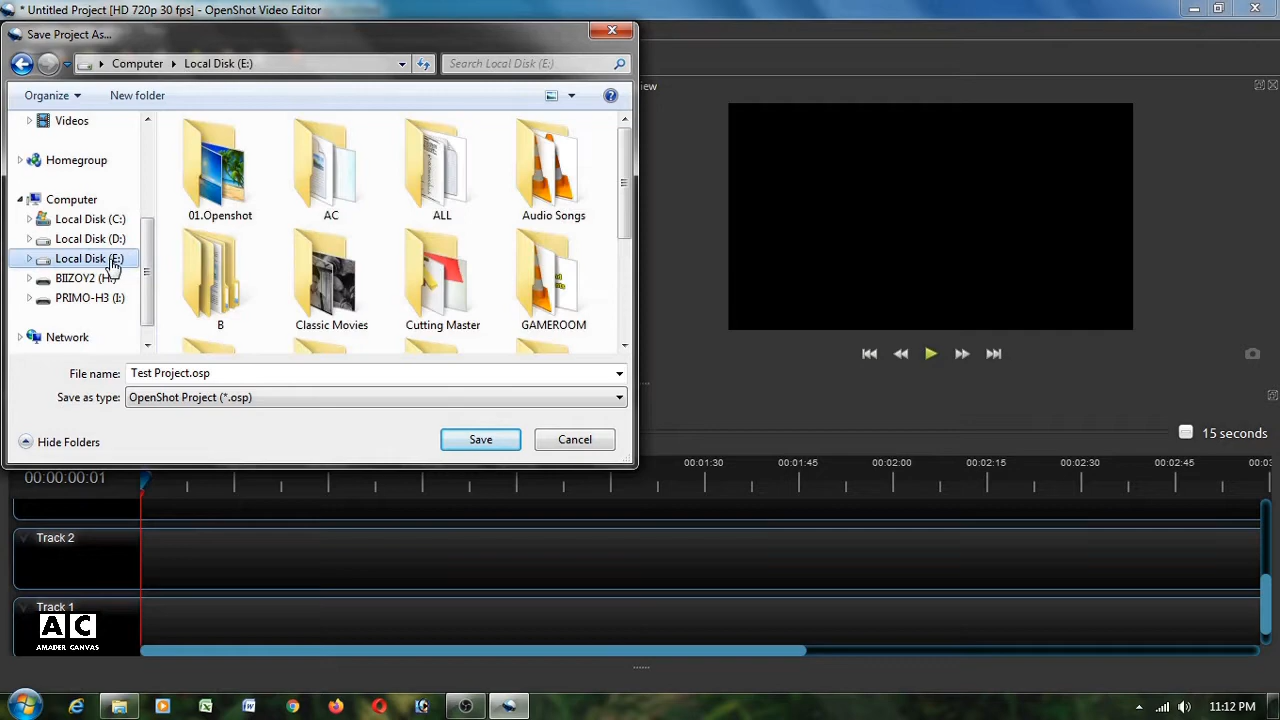 * Untitled Project [HD 720p 30 fps] - OpenShot Video Editor
Save Project As...
Computer
Local Disk (E:)
Search Local Disk (E:)
Organize
New folder
Videos
Homegroup
Computer
Local Disk (C:)
Local Disk (D:)
Local Disk (E:)
BIIZOY2 (H:)
PRIMO-H3 (I:)
Network
01.Openshot
AC
ALL
Audio Songs
B
Classic Movies
Cutting Master
GAMEROOM
File name:
Test Project.osp
Save as type:
OpenShot Project (*.osp)
Hide Folders
Save
Cancel
15 seconds
00:00:00:01
00:01:30
00:01:45
00:02:00
00:02:15
00:02:30
00:02:45
Track 2
Track 1
AC
AMADER CANVAS
11:12 PM